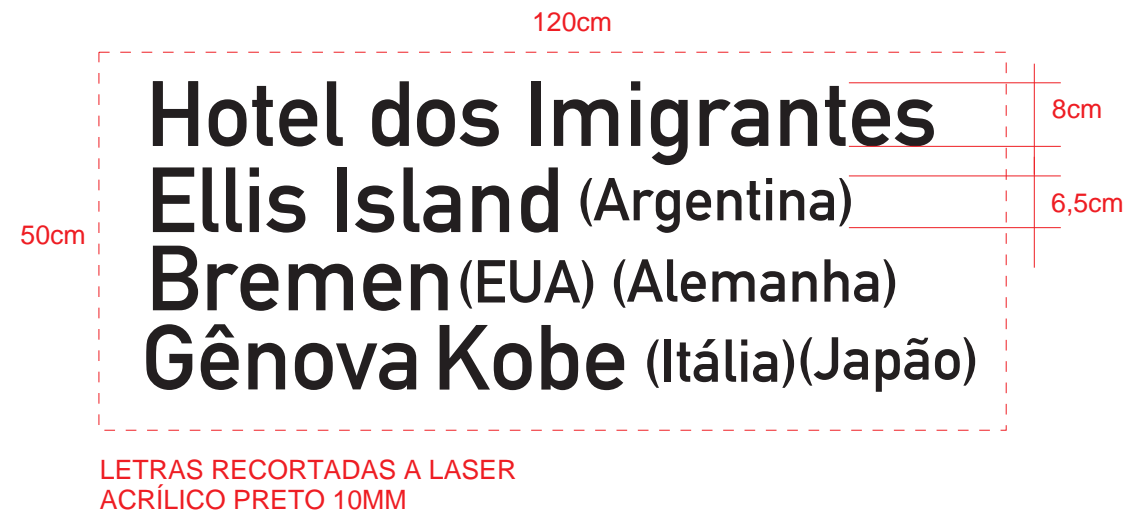 120cm
Hotel dos Imigrantes
8cm
Ellis Island (Argentina)
6,5cm
50cm
Bremen (EUA) (Alemanha)
Gênova Kobe (Itália) (Japão)
LETRAS RECORTADAS A LASER
ACRÍLICO PRETO 10MM